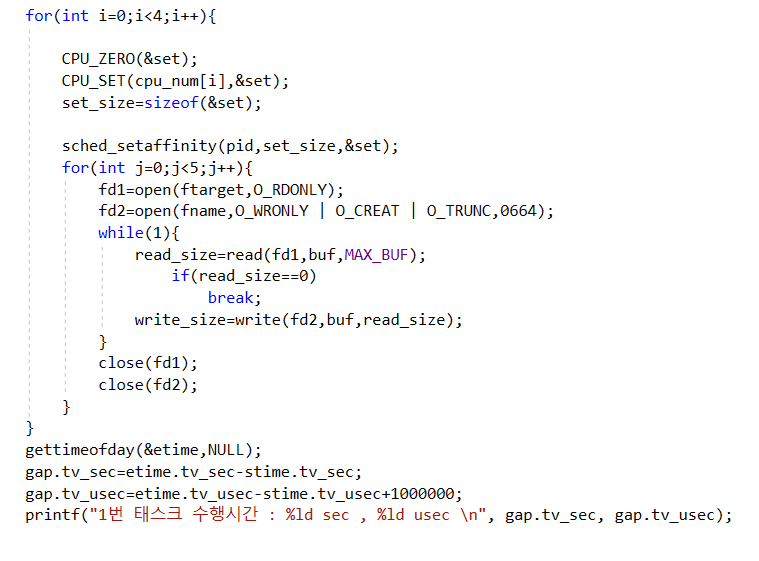 for(int i=0;i<4;i++){
CPU_ZERO(&set);
CPU_SET(cpu_num[i],&set);
set_size=sizeof(&set);
sched_setaffinity(pid,set_size,&set);
for(int j=0;j<5;j++){
fd1=open(ftarget,O_RDONLY);
fd2=open(fname,O_WRONLY | O_CREAT | O_TRUNC,0664);
while(1){
read_size=read(fd1,buf,MAX_BUF);
if(read_size==0)
break;
write_size=write(fd2,buf,read_size);
}
close(fd1);
close(fd2);
}
}
gettimeofday(&etime,NULL);
gap.tv_sec=etime.tv_sec-stime.tv_sec;
gap.tv_usec=etime.tv_usec-stime.tv_usec+1000000;
printf("1번 태스크 수행시간 : %ld sec , %ld usec \n", gap.tv_sec, gap.tv_usec);